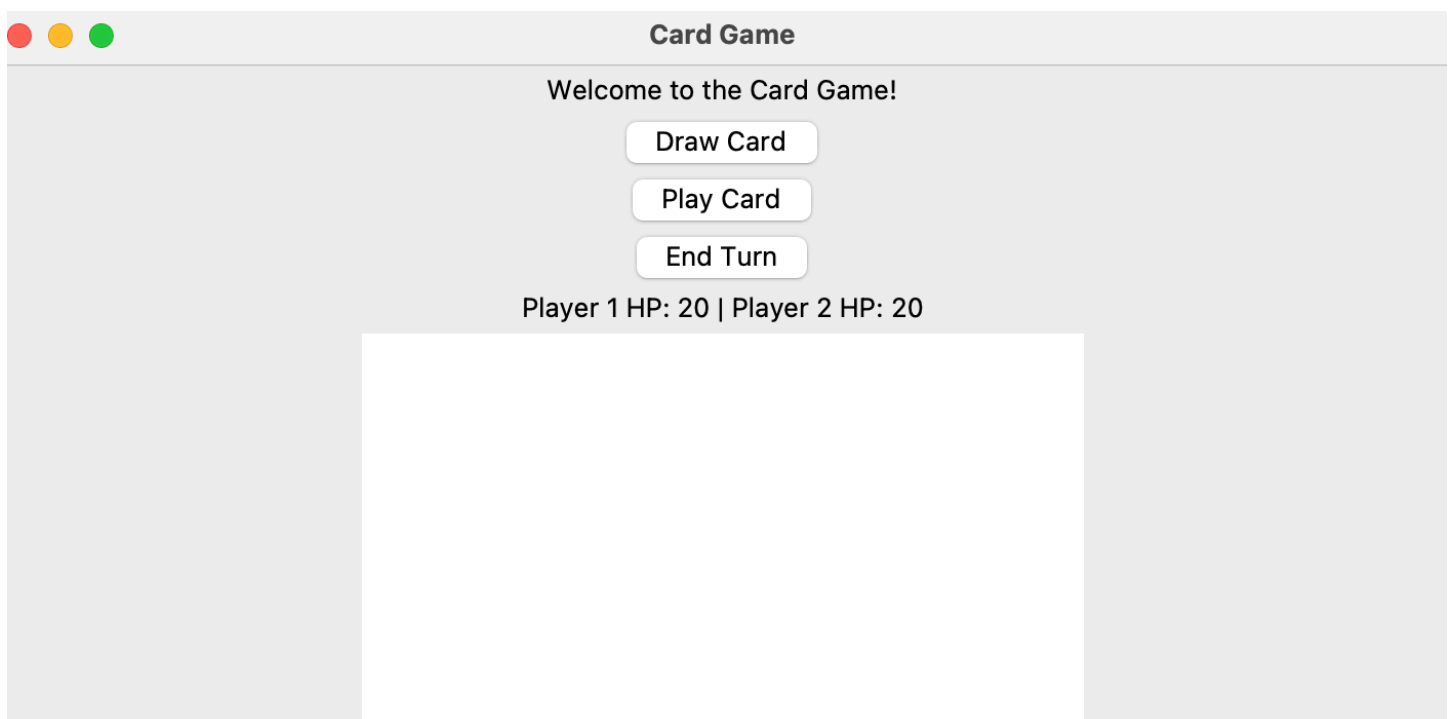 Card Game
Welcome to the Card Game!
Draw Card
Play Card
End Turn
Player 1 HP: 20 | Player 2 HP: 20